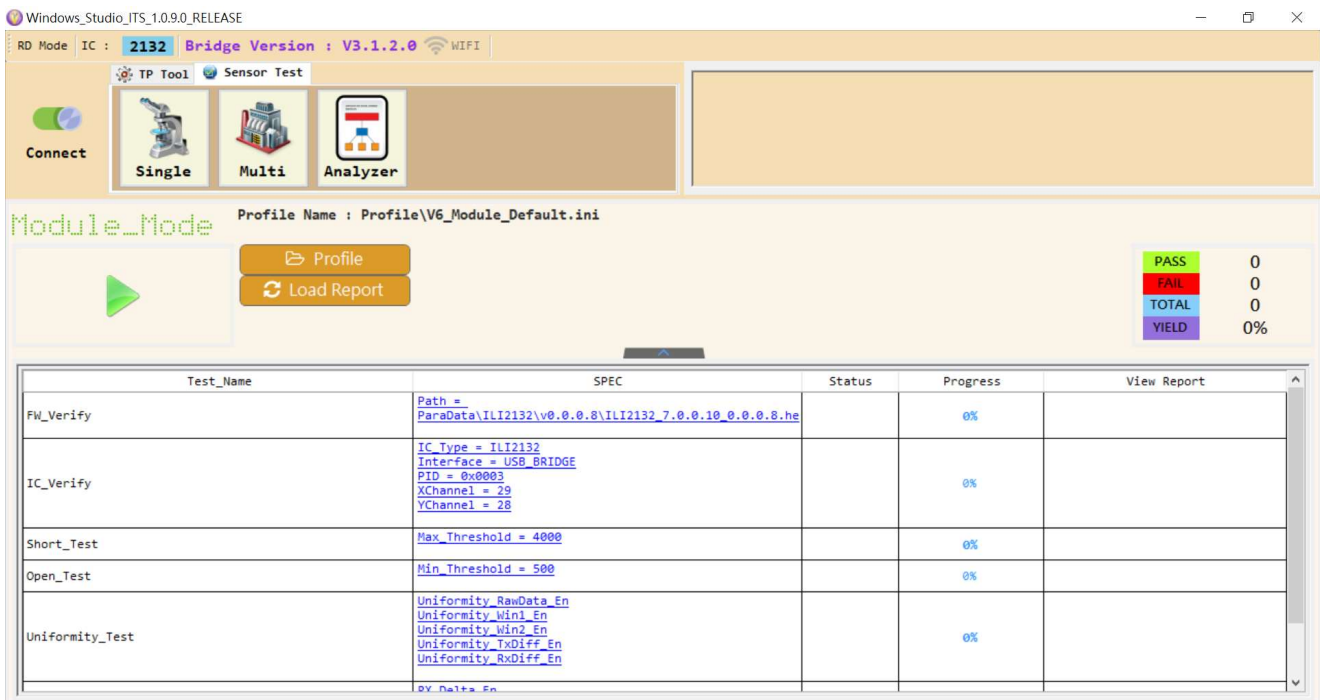 Windows_Studio_ITS_1.0.9.0_RELEASE
RD Mode IC : 2132 Bridge Version : V3.1.2.0 WIFI
TP Tool Sensor Test
Connect
Single Multi Analyzer
Module_Mode
Profile Name : Profile\V6_Module_Default.ini
Profile
Load Report
PASS 0
FAIL 0
TOTAL 0
YIELD 0%
Test_Name SPEC Status Progress View Report
FW_Verify
Path =
ParaData\ILI2132\v0.0.0.8\ILI2132_7.0.0.10_0.0.0.8.he
0%
IC_Verify
IC_Type = ILI2132
Interface = USB_BRIDGE
PID = 0x0003
XChannel = 29
YChannel = 28
0%
Short_Test Max_Threshold = 4000 0%
Open_Test Min_Threshold = 500 0%
Uniformity_Test
Uniformity_RawData_En
Uniformity_Win1_En
Uniformity_Win2_En
Uniformity_TxDiff_En
Uniformity_RxDiff_En
0%
RX_Delta_En